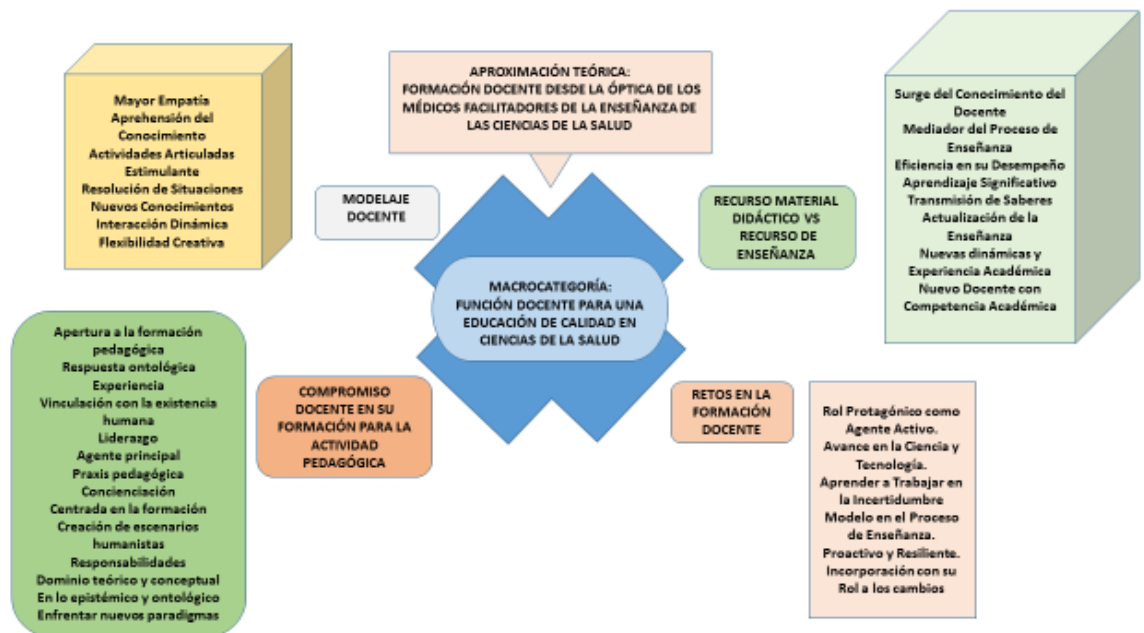 APROXIMACIÓN TEÓRICA:
FORMACIÓN DOCENTE DESDE LA ÓPTICA DE LOS
MÉDICOS FACILITADORES DE LA ENSEÑANZA DE
LAS CIENCIAS DE LA SALUD
Mayor Empatía
Aprehensión del
Conocimiento
Actividades Articuladas
Estimulante
Resolución de Situaciones
Nuevos Conocimientos
Interacción Dinámica
Flexibilidad Creativa
MODELAJE
DOCENTE
RECURSO MATERIAL
DIDÁCTICO VS
RECURSO DE
ENSEÑANZA
Surge del Conocimiento del
Docente
Mediador del Proceso de
Enseñanza
Eficiencia en su Desempeño
Aprendizaje Significativo
Transmisión de Saberes
Actualización de la
Enseñanza
Nuevas dinámicas y
Experiencia Académica
Nuevo Docente con
Competencia Académica
MACROCATEGORÍA:
FUNCIÓN DOCENTE PARA UNA
EDUCACIÓN DE CALIDAD EN
CIENCIAS DE LA SALUD
Apertura a la formación
pedagógica
Respuesta ontológica
Experiencia
Vinculación con la existencia
humana
Liderazgo
Agente principal
Praxis pedagógica
Concienciación
Centrada en la formación
Creación de escenarios
humanistas
Responsabilidades
Dominio teórico y conceptual
En lo epistémico y ontológico
Enfrentar nuevos paradigmas
COMPROMISO
DOCENTE EN SU
FORMACIÓN PARA LA
ACTIVIDAD
PEDAGÓGICA
RETOS EN LA
FORMACIÓN
DOCENTE
Rol Protagónico como
Agente Activo.
Avance en la Ciencia y
Tecnología.
Aprender a Trabajar en
la Incertidumbre
Modelo en el Proceso
de Enseñanza.
Proactivo y Resiliente.
Incorporación con su
Rol a los cambios